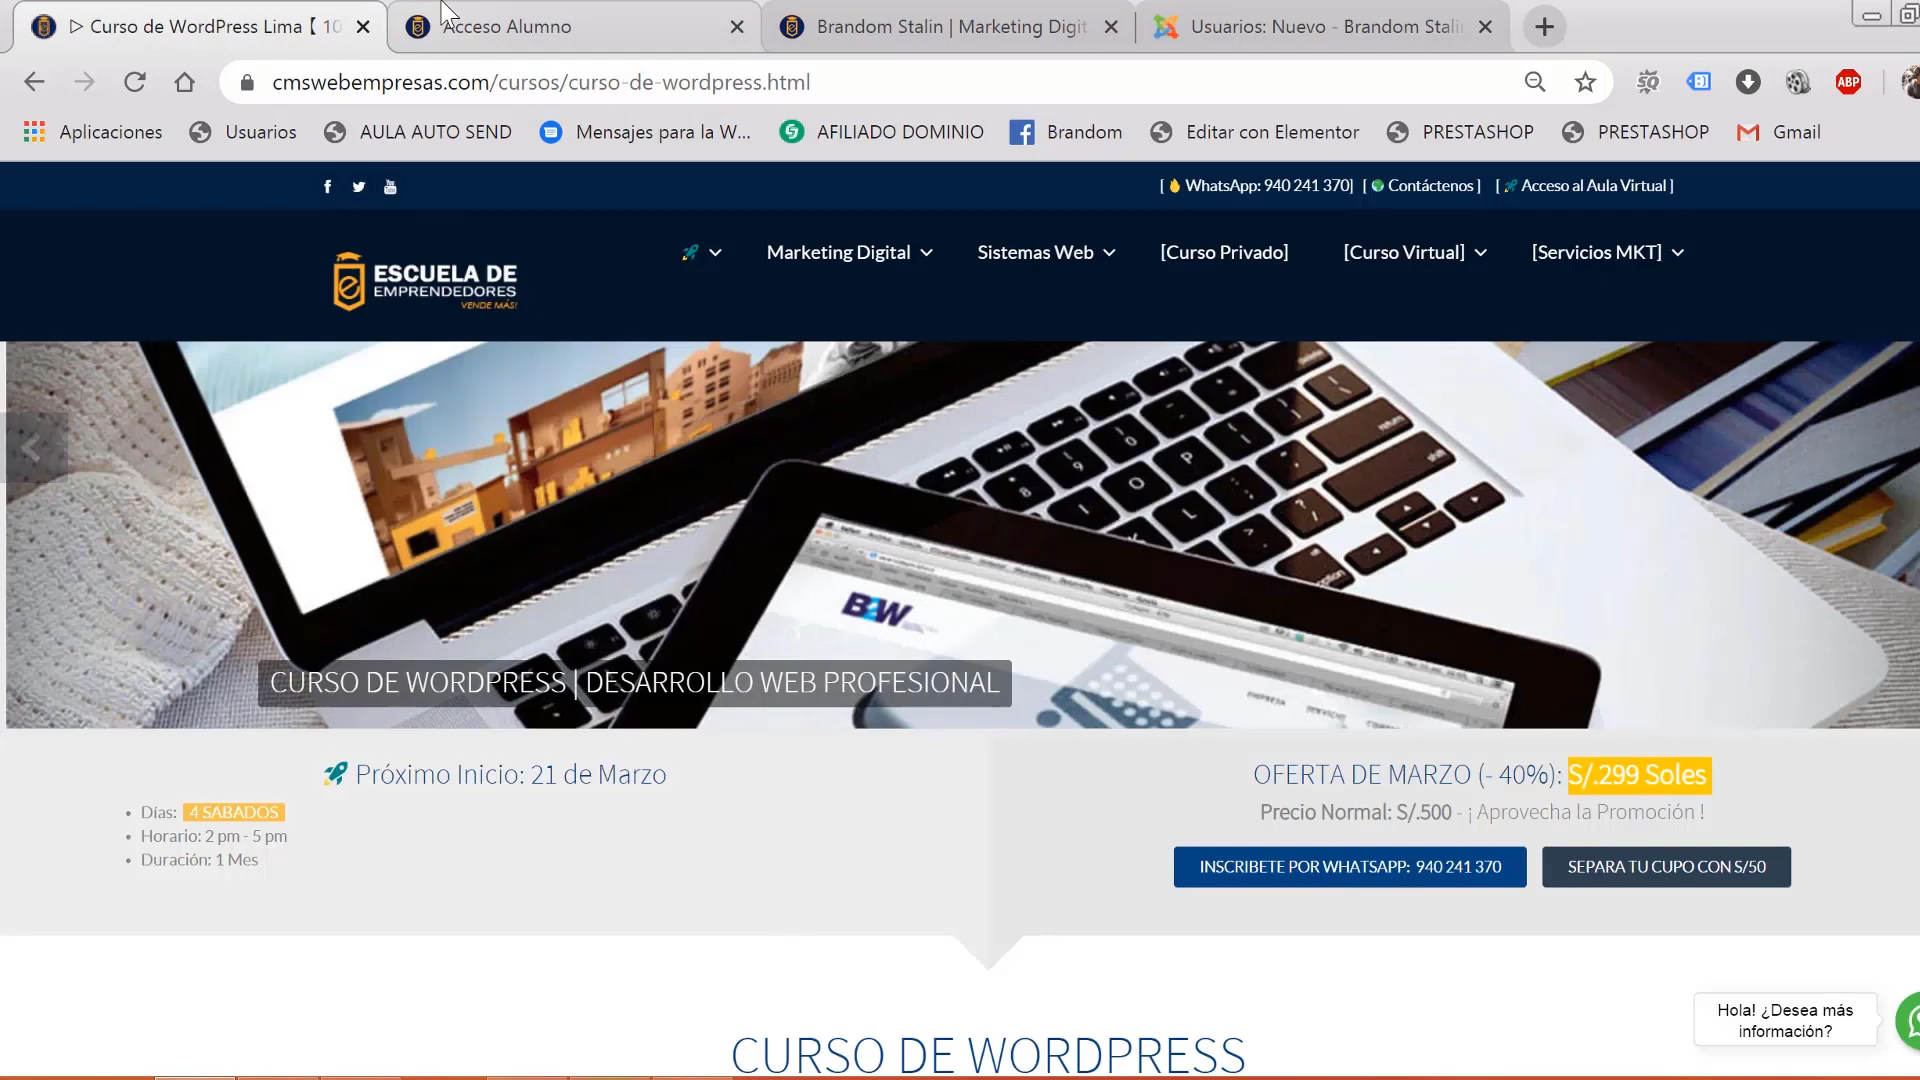 ▷ Curso de WordPress Lima【 10
Acceso Alumno
Brandom Stalin | Marketing Digit
Usuarios: Nuevo - Brandom Stali
cmswebempresas.com/cursos/curso-de-wordpress.html
ABP
Aplicaciones
Usuarios
AULA AUTO SEND
Mensajes para la W...
AFILIADO DOMINIO
Brandom
Editar con Elementor
PRESTASHOP
PRESTASHOP
Gmail
[ WhatsApp: 940 241 370] [ Contáctenos ] [ Acceso al Aula Virtual ]
ESCUELA DE
EMPRENDEDORES
VENDE MÁS!
Marketing Digital
Sistemas Web
[Curso Privado]
[Curso Virtual]
[Servicios MKT]
B2W
EMPRESA
SERVICIO
CURSO DE WORDPRESS | DESARROLLO WEB PROFESIONAL
Próximo Inicio: 21 de Marzo
• Días: 4 SABADOS
• Horario: 2 pm - 5 pm
• Duración: 1 Mes
OFERTA DE MARZO (- 40%): S/.299 Soles
Precio Normal: S/.500 - ¡ Aprovecha la Promoción !
INSCRIBETE POR WHATSAPP: 940 241 370
SEPARA TU CUPO CON S/50
CURSO DE WORDPRESS
Hola! ¿Desea más
información?